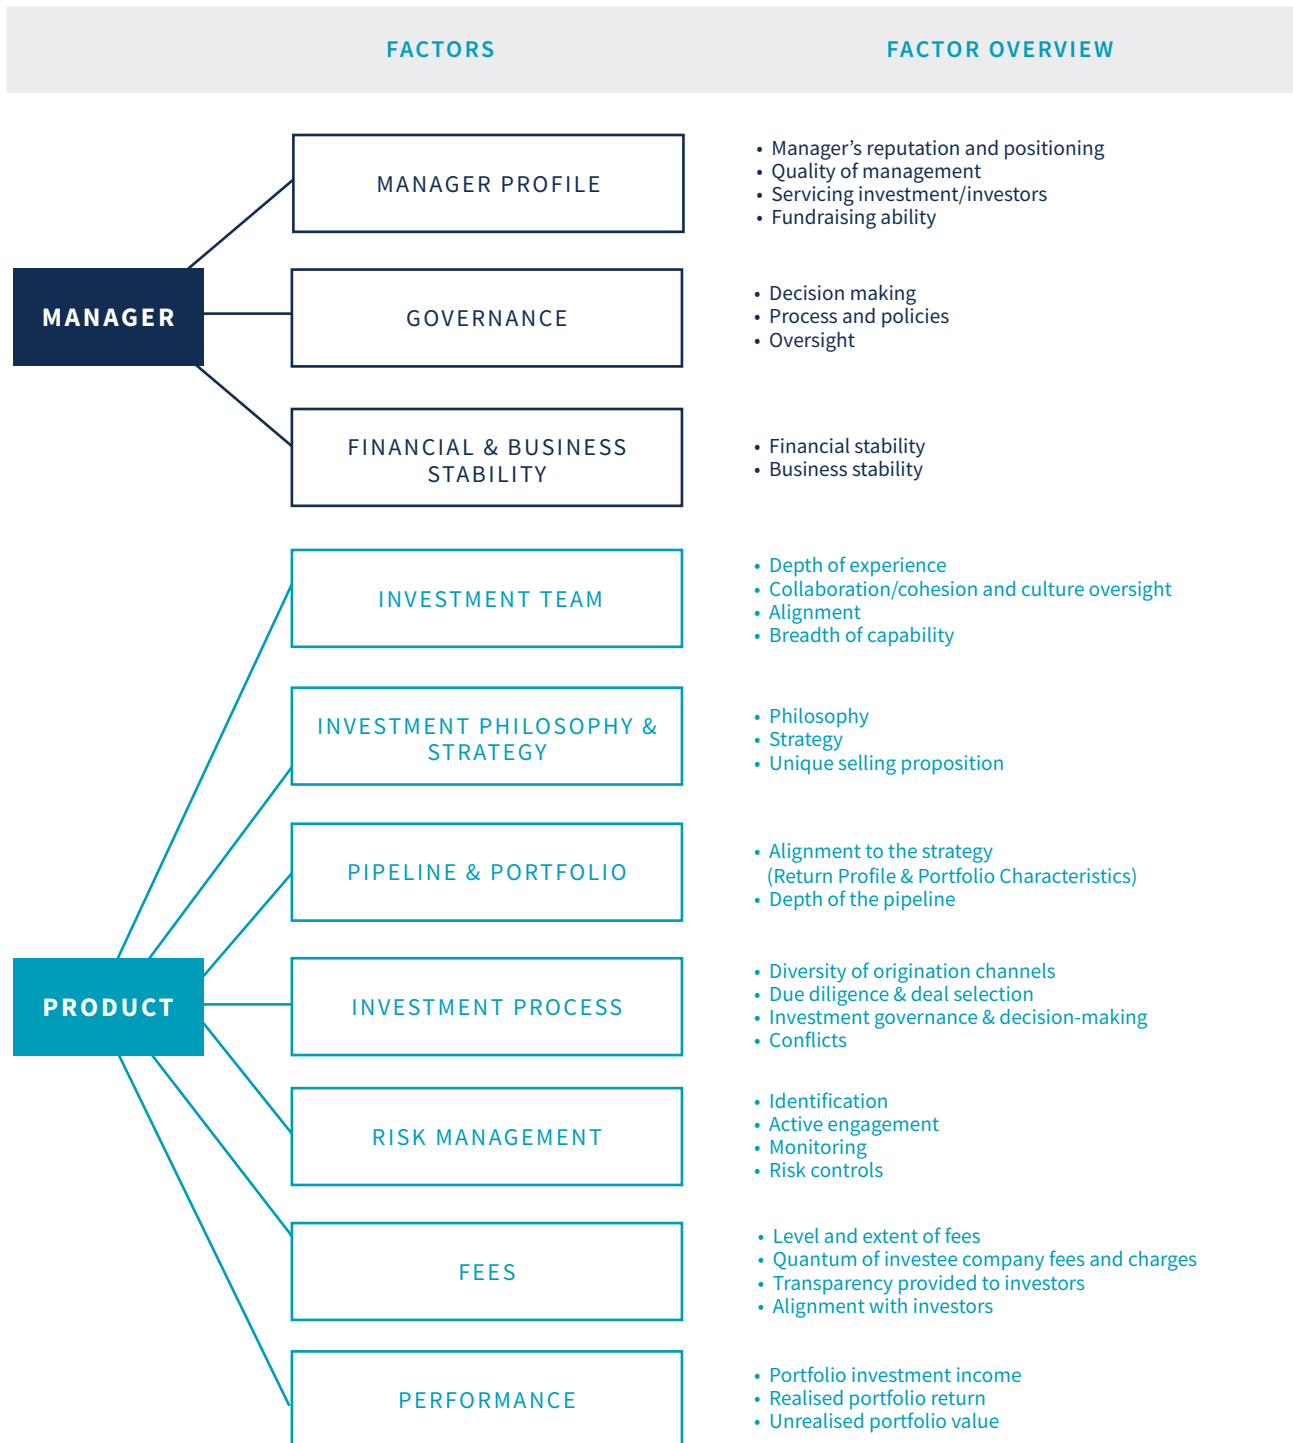 FACTORS
FACTOR OVERVIEW
MANAGER
MANAGER PROFILE
• Manager’s reputation and positioning
• Quality of management
• Servicing investment/investors
• Fundraising ability
GOVERNANCE
• Decision making
• Process and policies
• Oversight
FINANCIAL & BUSINESS
STABILITY
• Financial stability
• Business stability
PRODUCT
INVESTMENT TEAM
• Depth of experience
• Collaboration/cohesion and culture oversight
• Alignment
• Breadth of capability
INVESTMENT PHILOSOPHY &
STRATEGY
• Philosophy
• Strategy
• Unique selling proposition
PIPELINE & PORTFOLIO
• Alignment to the strategy
(Return Profile & Portfolio Characteristics)
• Depth of the pipeline
INVESTMENT PROCESS
• Diversity of origination channels
• Due diligence & deal selection
• Investment governance & decision-making
• Conflicts
RISK MANAGEMENT
• Identification
• Active engagement
• Monitoring
• Risk controls
FEES
• Level and extent of fees
• Quantum of investee company fees and charges
• Transparency provided to investors
• Alignment with investors
PERFORMANCE
• Portfolio investment income
• Realised portfolio return
• Unrealised portfolio value